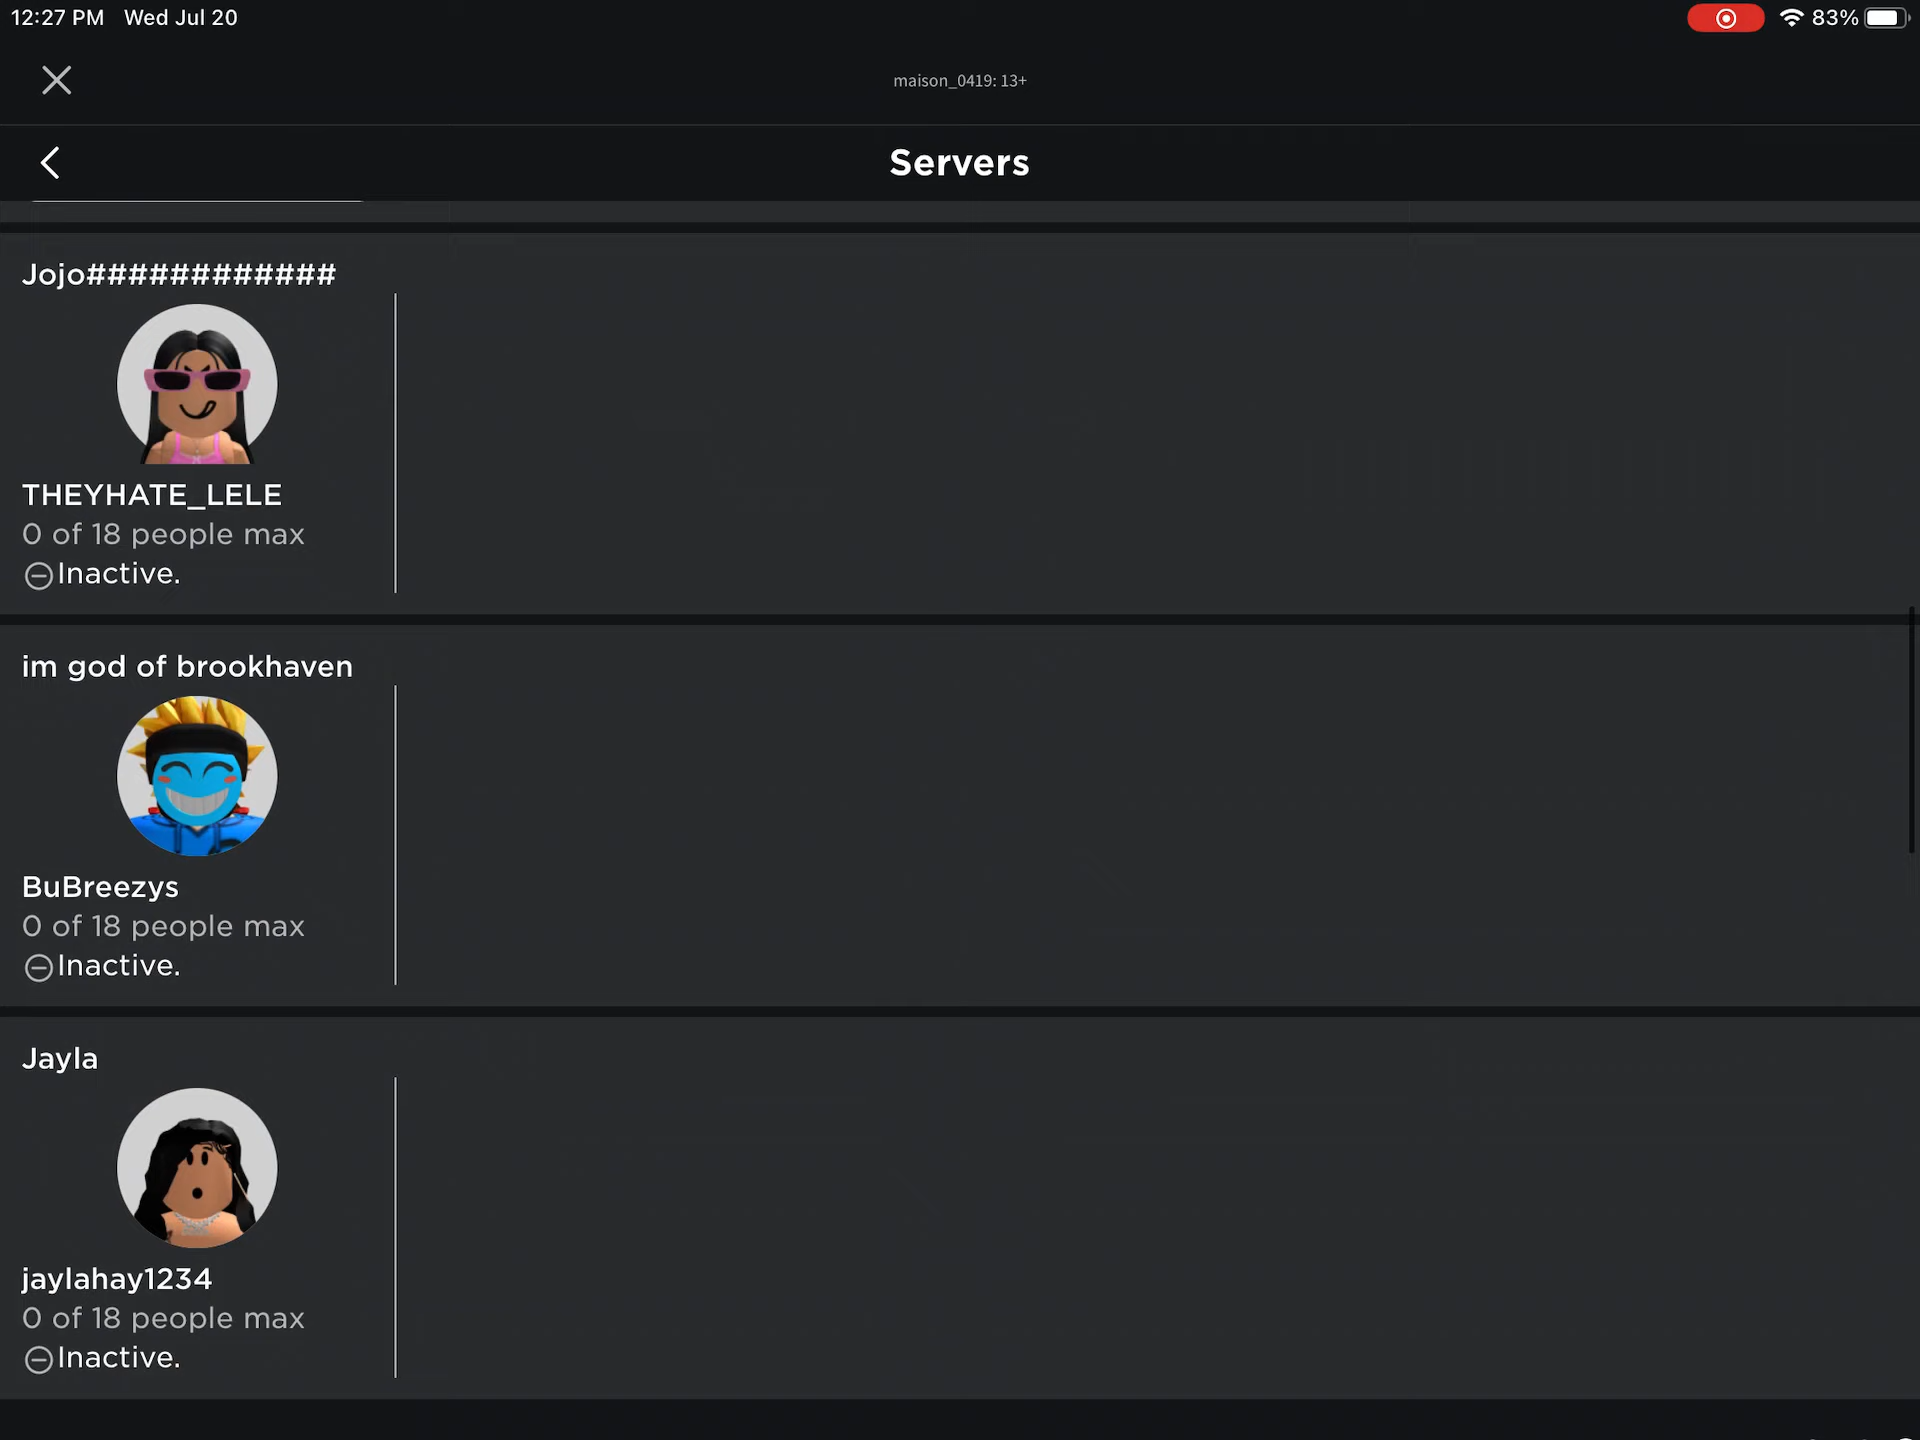 12:27 PM Wed Jul 20
83%
maison_0419: 13+
Servers
Jojo############
THEYHATE_LELE
0 of 18 people max
Inactive.
im god of brookhaven
BuBreezys
0 of 18 people max
Inactive.
Jayla
jaylahay1234
0 of 18 people max
Inactive.